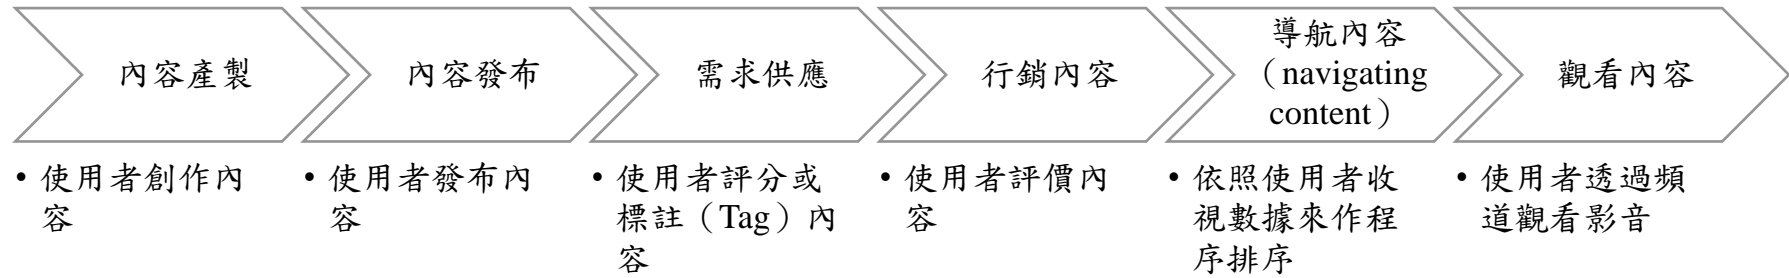 內容產製
內容發布
需求供應
行銷內容
導航內容
（navigating
content）
觀看內容
• 使用者創作內
容
• 使用者發布內
容
• 使用者評分或
標註（Tag）內
容
• 使用者評價內
容
• 依照使用者收
視數據來作程
序排序
• 使用者透過頻
道觀看影音